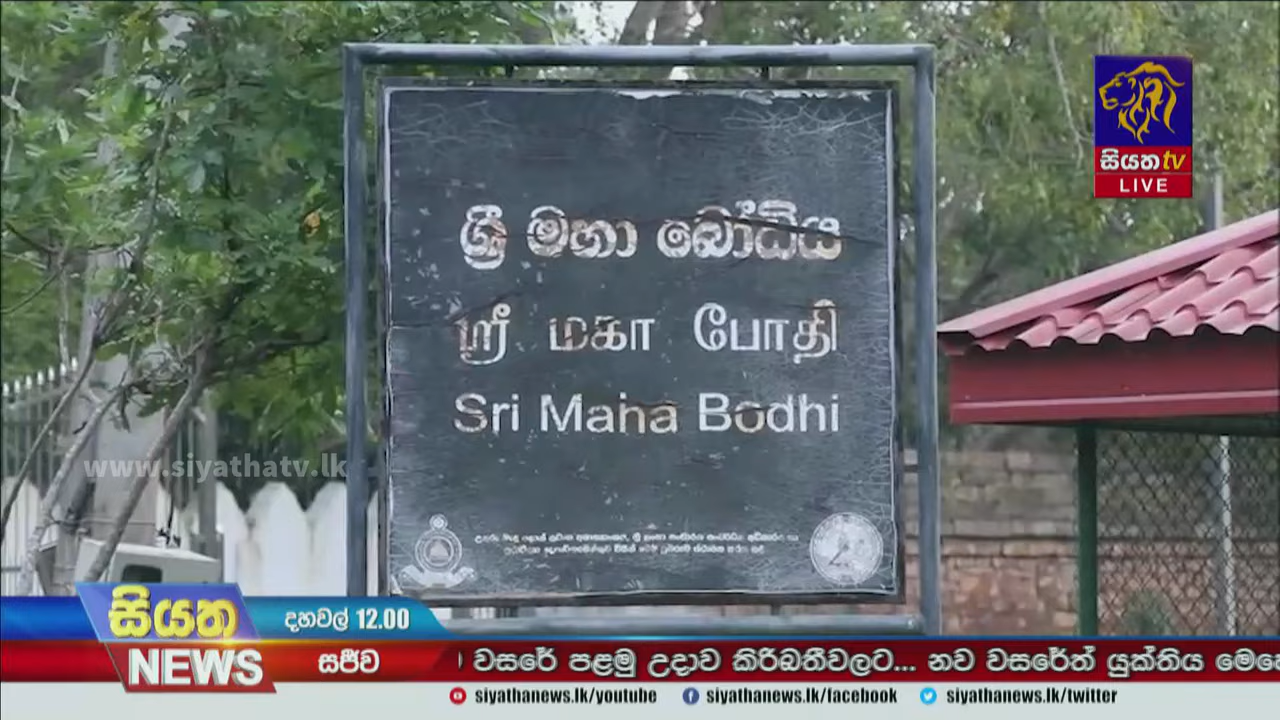 සියත tv
LIVE
ශ්‍රී මහා බෝධිය
ஸ்ரீ மகா போதி
Sri Maha Bodhi
www.siyathatv.lk
සියත
NEWS
දහවල් 12.00
සජීව
වසරේ පළමු උදාව කිරිබතිවලට... නව වසරේත් යුක්තිය
siyathanews.lk/youtube
siyathanews.lk/facebook
siyathanews.lk/twitter